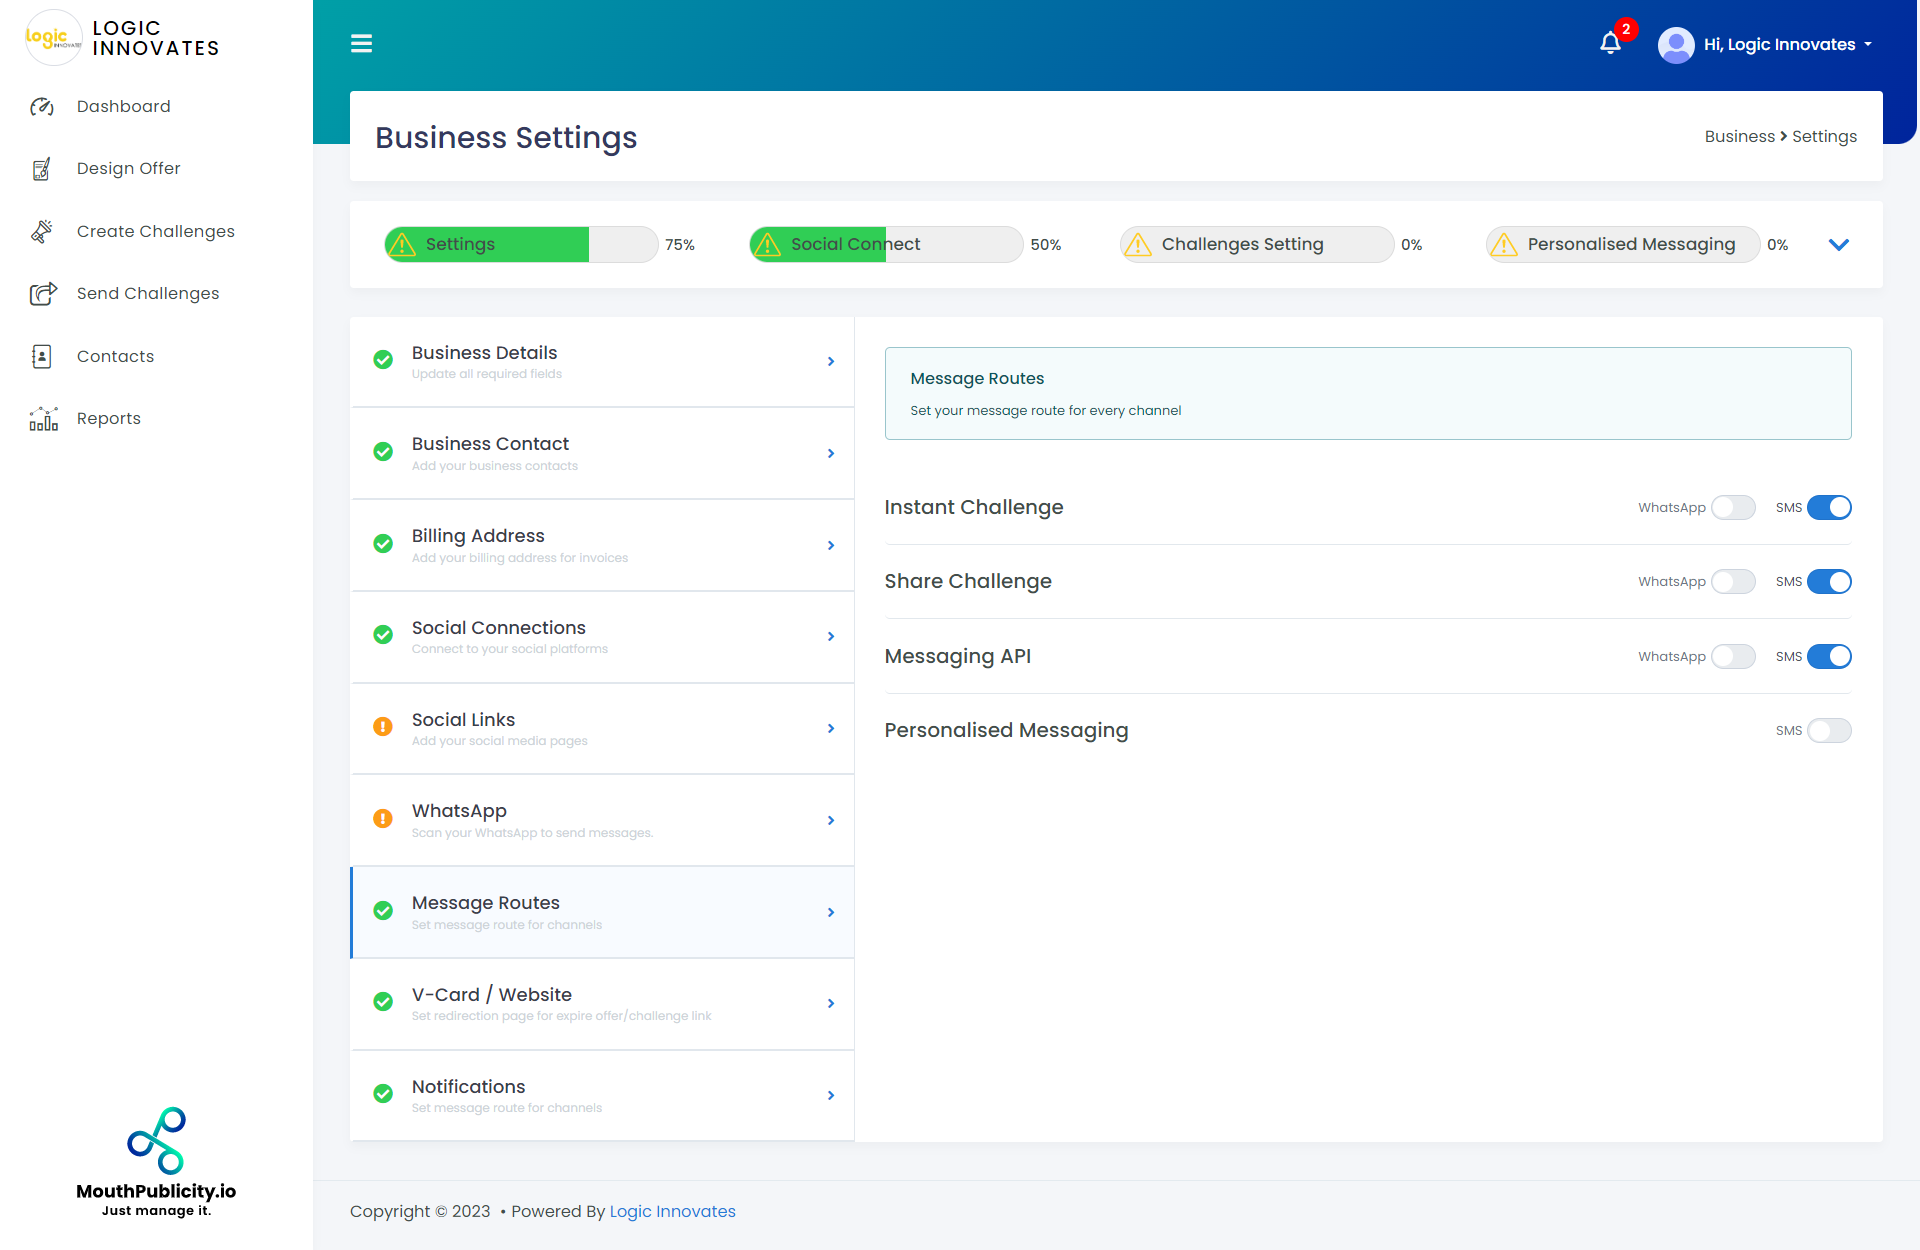 logic
INNOVATES
LOGIC
INNOVATES
Dashboard
Design Offer
Create Challenges
Send Challenges
Contacts
Reports
MouthPublicity.io
Just manage it.
2
Hi, Logic Innovates
Business Settings
Business > Settings
Settings 75%
Social Connect 50%
Challenges Setting 0%
Personalised Messaging 0%
Business Details
Update all required fields
Business Contact
Add your business contacts
Billing Address
Add your billing address for invoices
Social Connections
Connect to your social platforms
Social Links
Add your social media pages
WhatsApp
Scan your WhatsApp to send messages.
Message Routes
Set message route for channels
V-Card / Website
Set redirection page for expire offer/challenge link
Notifications
Set message route for channels
Message Routes
Set your message route for every channel
Instant Challenge WhatsApp SMS
Share Challenge WhatsApp SMS
Messaging API WhatsApp SMS
Personalised Messaging SMS
Copyright © 2023 • Powered By Logic Innovates